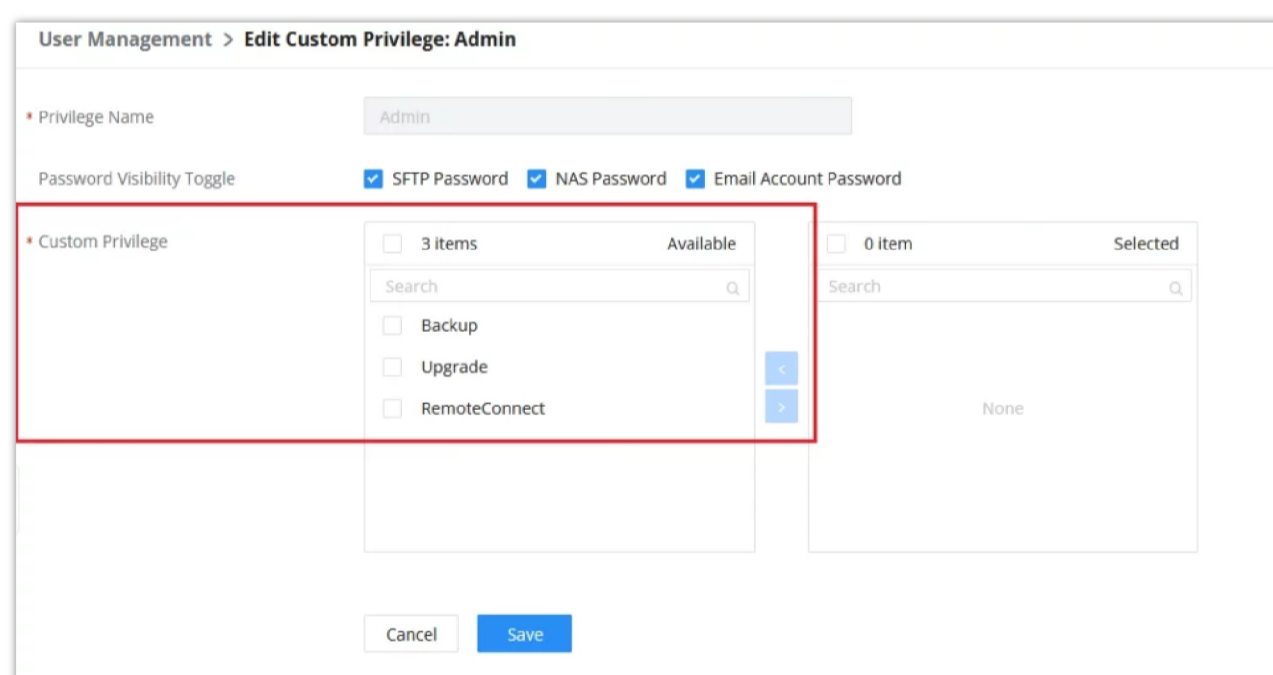 User Management > Edit Custom Privilege: Admin
* Privilege Name
Admin
Password Visibility Toggle
SFTP Password
NAS Password
Email Account Password
* Custom Privilege
3 items
Available
Search
Backup
Upgrade
RemoteConnect
<
>
0 item
Selected
Search
None
Cancel
Save